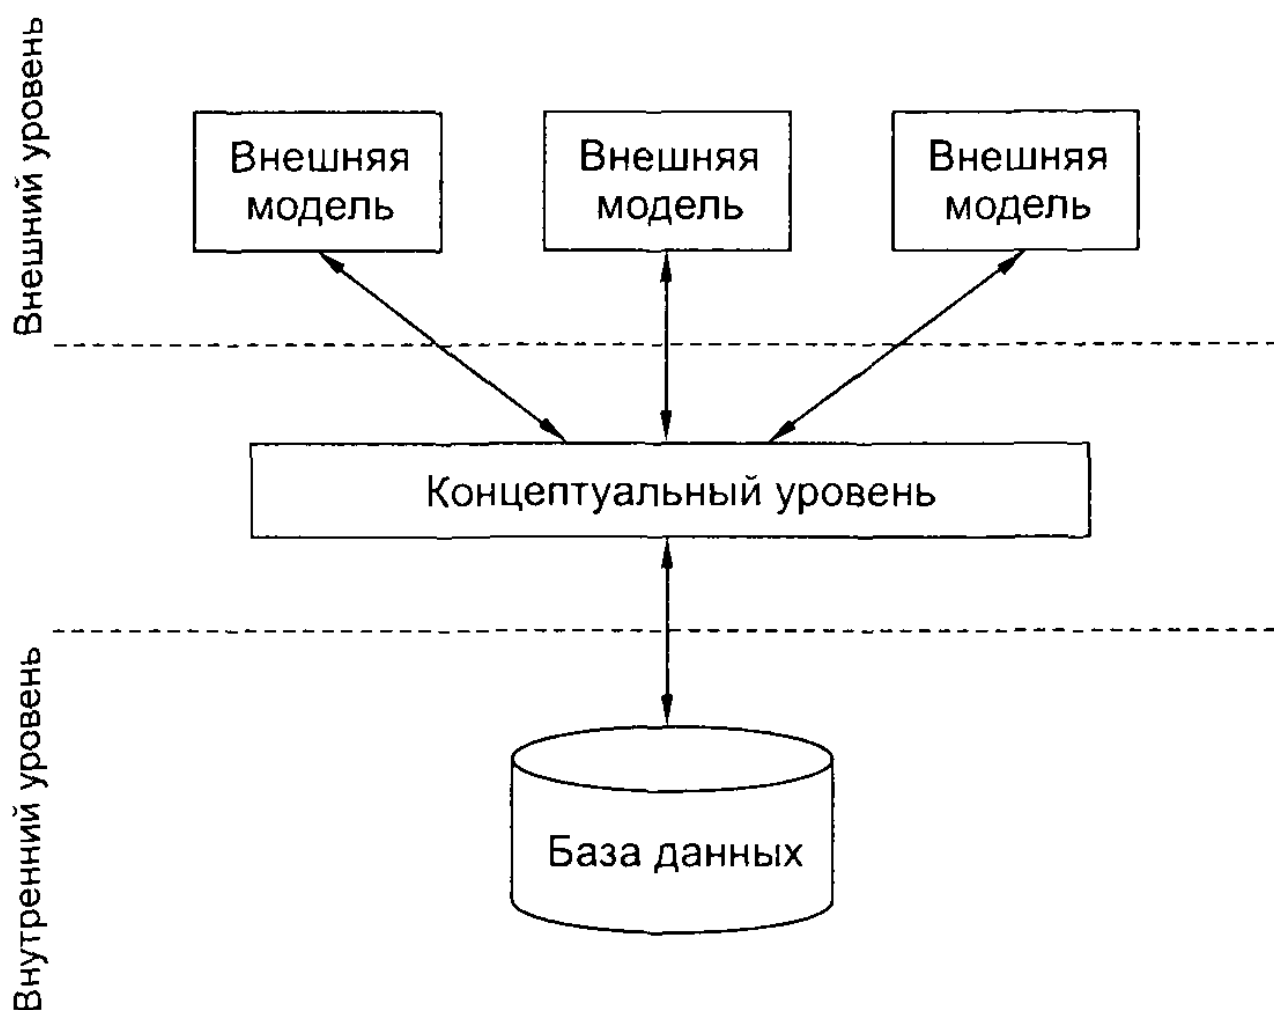 Внешний уровень
Внешняя
модель
Внешняя
модель
Внешняя
модель
Концептуальный уровень
Внутренний уровень
База данных